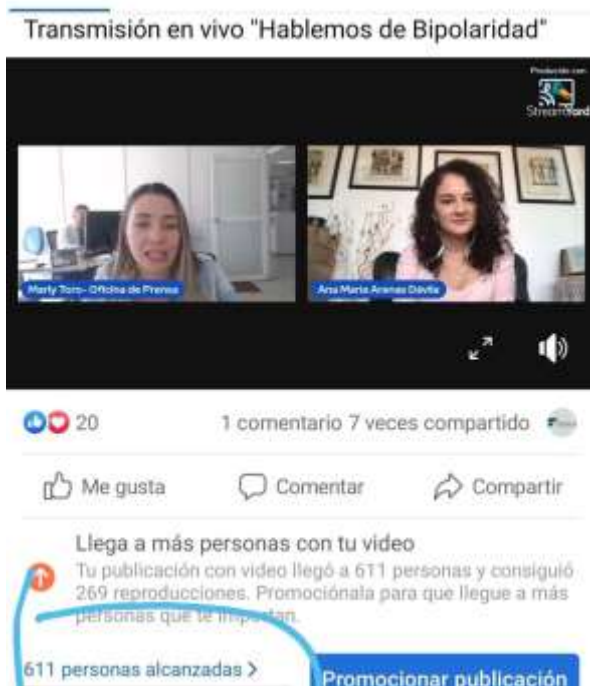 Transmisión en vivo "Hablemos de Bipolaridad"
Producido con
StreamYard
Marly Toro- Oficina de Prensa
Ana María Arenas Dávila
20
1 comentario 7 veces compartido
Me gusta
Comentar
Compartir
Llega a más personas con tu video
Tu publicación con video llegó a 611 personas y consiguió
269 reproducciones. Promociónala para que llegue a más
personas que te importan.
611 personas alcanzadas >
Promocionar publicación